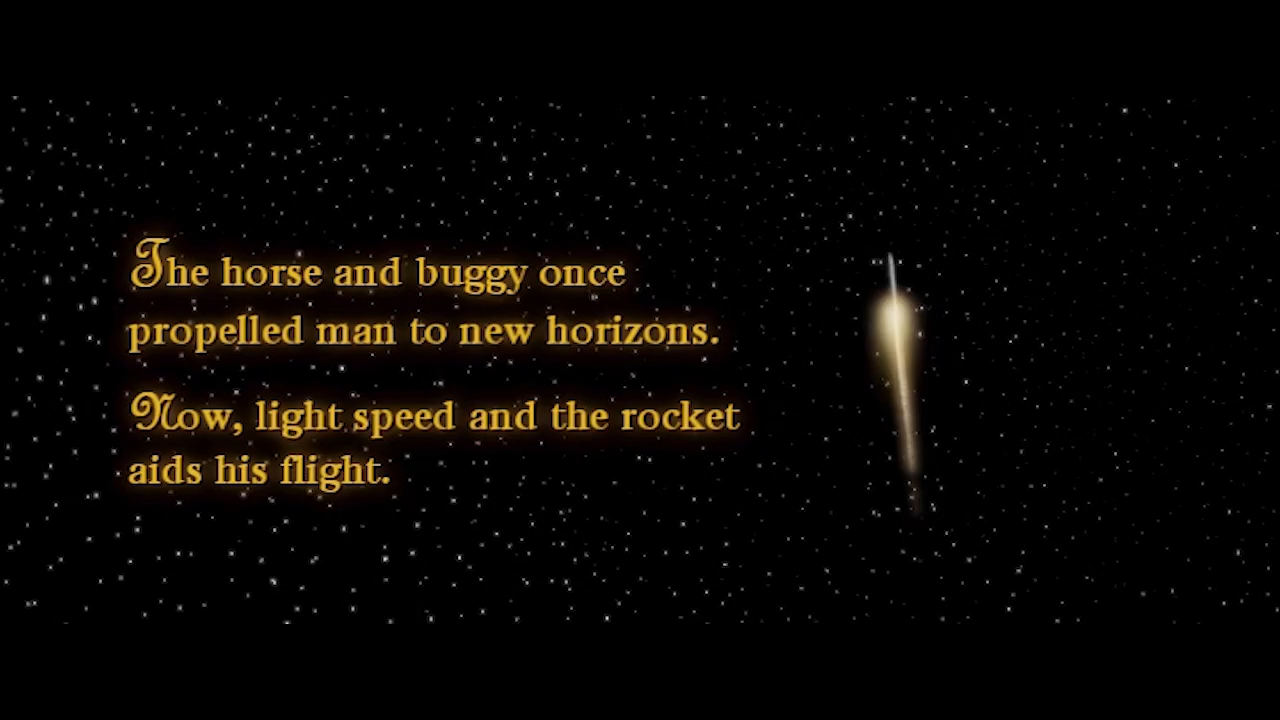 The horse and buggy once
propelled man to new horizons.
Now, light speed and the rocket
aids his flight.